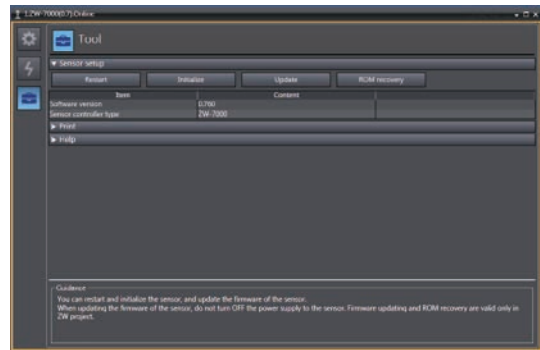 1.ZW-7000(0.7) Online
Tool
Sensor setup
Restart Initialize Update ROM recovery
Item Content
Software version 0.760
Sensor controller type ZW-7000
Print
Help
Guidance
You can restart and initialize the sensor, and update the firmware of the sensor.
When updating the firmware of the sensor, do not turn OFF the power supply to the sensor. Firmware updating and ROM recovery are valid only in
ZW project.